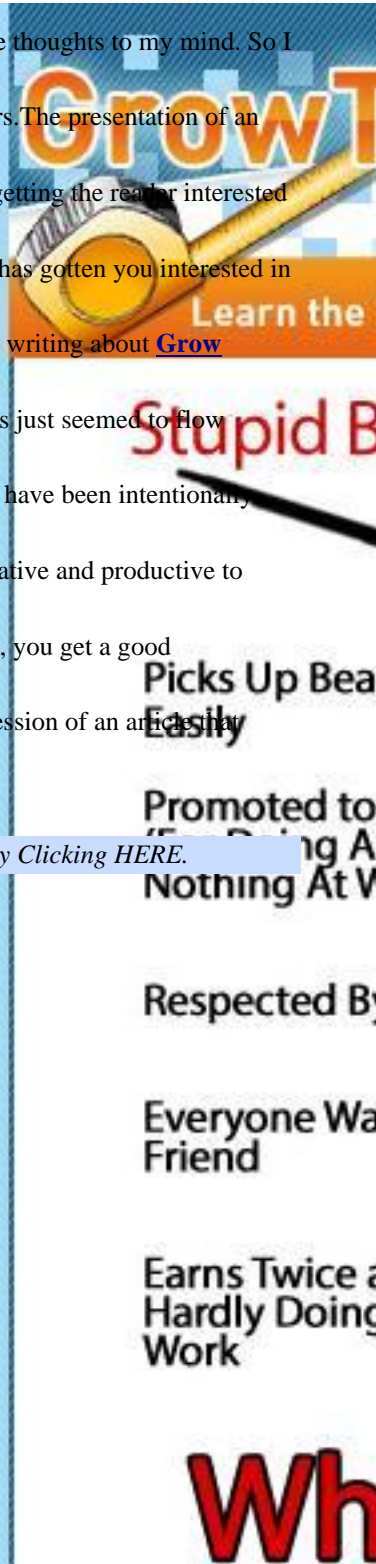 e thoughts to my mind. So I
rs.The presentation of an
GrowT
getting the reader interested
has gotten you interested in
Learn the
writing about Grow
s just seemed to flow
Stupid B
have been intentionally
ative and productive to
, you get a good
Picks Up Bea
Easily
ession of an article that
Promoted to
y Clicking HERE.
ng A
Nothing At W
Respected By
Everyone Wa
Friend
Earns Twice a
Hardly Doing
Work
Wh